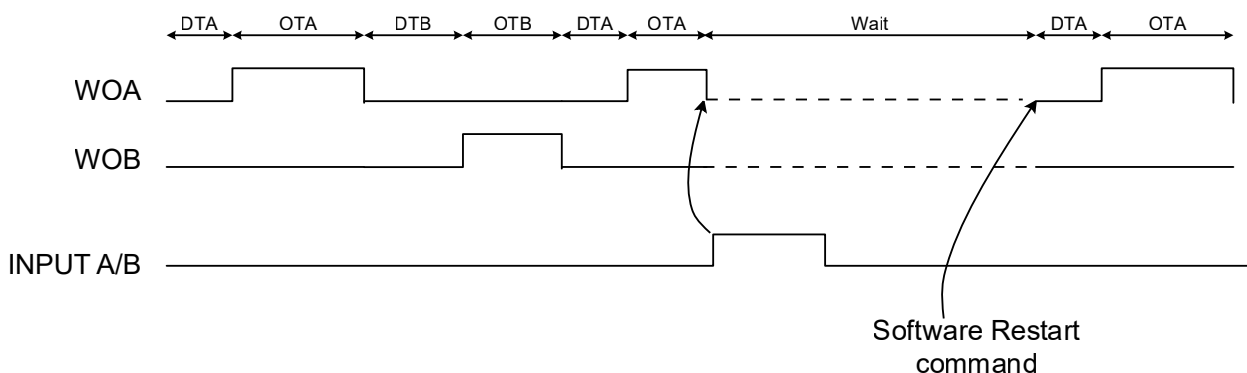 DTA OTA DTB OTB DTA OTA Wait DTA OTA
WOA
WOB
INPUT A/B
Software Restart
command